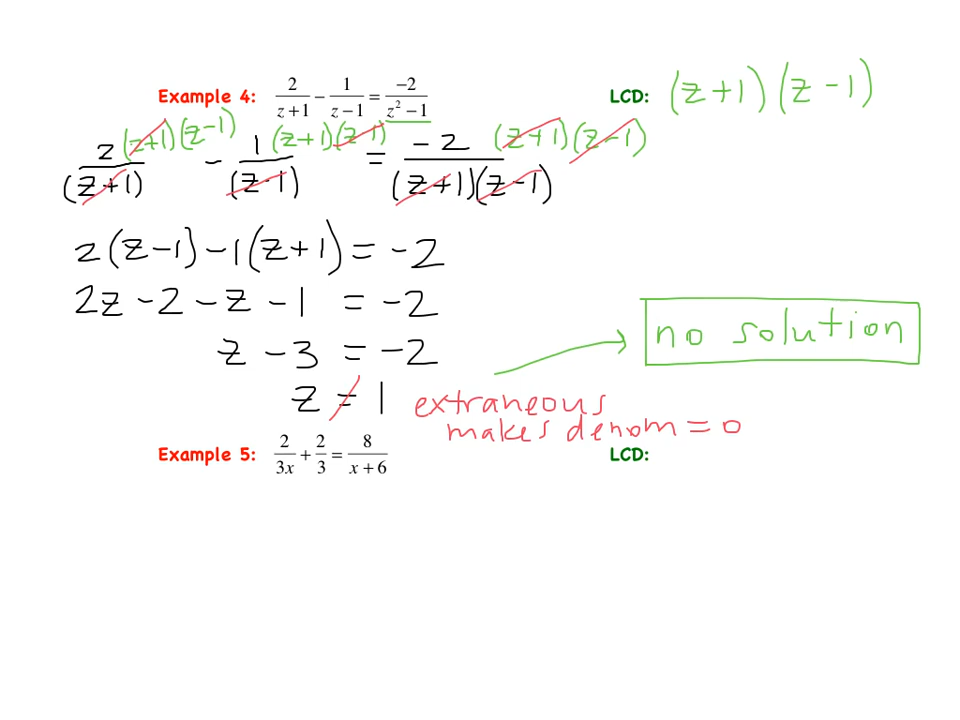 Example 4: 2/(z+1) − 1/(z−1) = −2/(z²−1) LCD: (z+1)(z−1)
2/(z+1) (z+1)(z−1) − 1/(z−1) (z+1)(z−1) = −2/((z+1)(z−1)) (z+1)(z−1)
2(z−1)−1(z+1) = −2
2z −2 −z −1 = −2
no solution
z −3 = −2
z = 1 extraneous
makes denom = 0
Example 5: 2/(3x) + 2/3 = 8/(x+6) LCD: